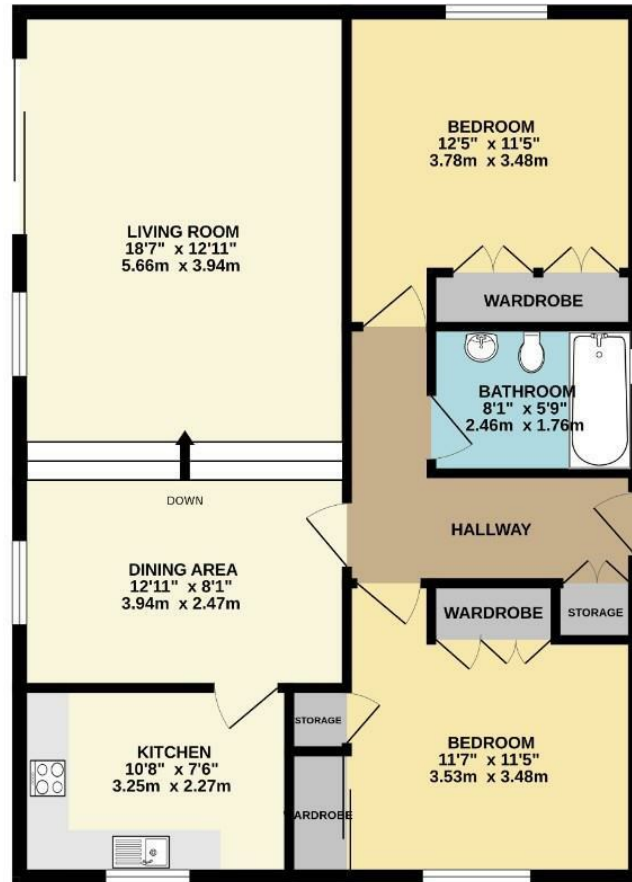 BEDROOM
12'5" x 11'5"
3.78m x 3.48m
LIVING ROOM
18'7" x 12'11"
5.66m x 3.94m
WARDROBE
BATHROOM
8'1" x 5'9"
2.46m x 1.76m
DOWN
HALLWAY
DINING AREA
12'11" x 8'1"
3.94m x 2.47m
WARDROBE
STORAGE
STORAGE
KITCHEN
10'8" x 7'6"
3.25m x 2.27m
BEDROOM
11'7" x 11'5"
3.53m x 3.48m
WARDROBE